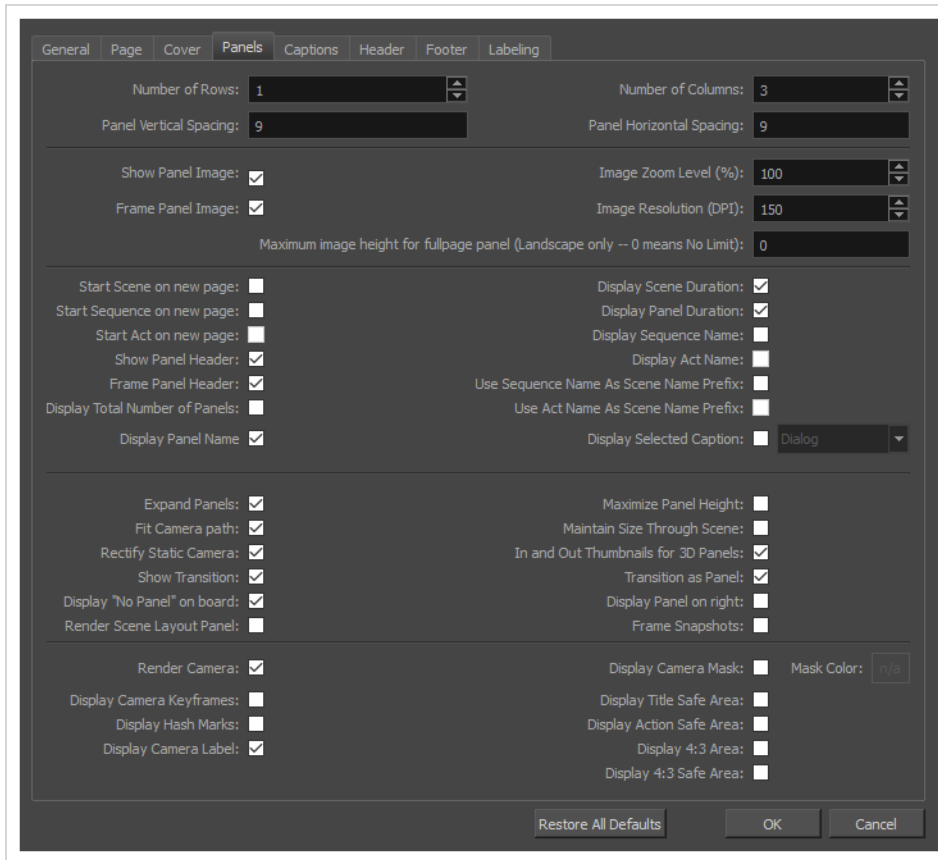 General Page Cover Panels Captions Header Footer Labeling
Number of Rows: 1 Number of Columns: 3
Panel Vertical Spacing: 9 Panel Horizontal Spacing: 9
Show Panel Image: Image Zoom Level (%): 100
Frame Panel Image: Image Resolution (DPI): 150
Maximum image height for fullpage panel (Landscape only -- 0 means No Limit): 0
Start Scene on new page: Display Scene Duration:
Start Sequence on new page: Display Panel Duration:
Start Act on new page: Display Sequence Name:
Show Panel Header: Display Act Name:
Frame Panel Header: Use Sequence Name As Scene Name Prefix:
Display Total Number of Panels: Use Act Name As Scene Name Prefix:
Display Panel Name Display Selected Caption: Dialog
Expand Panels: Maximize Panel Height:
Fit Camera path: Maintain Size Through Scene:
Rectify Static Camera: In and Out Thumbnails for 3D Panels:
Show Transition: Transition as Panel:
Display "No Panel" on board: Display Panel on right:
Render Scene Layout Panel: Frame Snapshots:
Render Camera: Display Camera Mask: Mask Color: n/a
Display Camera Keyframes: Display Title Safe Area:
Display Hash Marks: Display Action Safe Area:
Display Camera Label: Display 4:3 Area:
Display 4:3 Safe Area:
Restore All Defaults OK Cancel